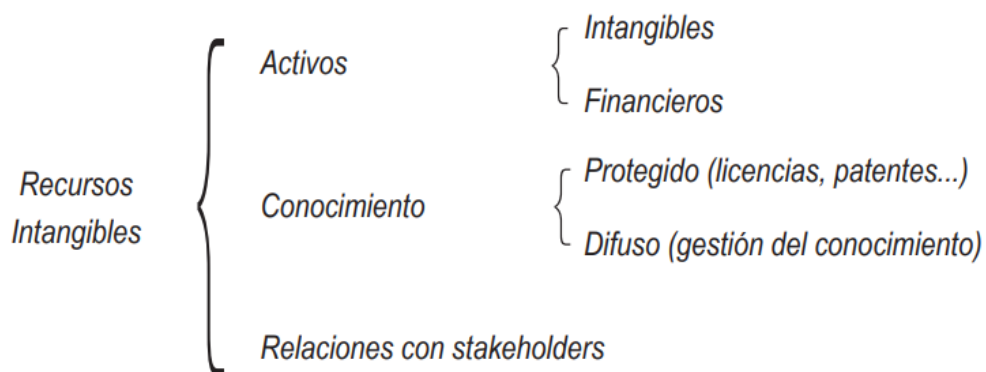 Recursos
Intangibles
Activos
Intangibles
Financieros
Conocimiento
Protegido (licencias, patentes...)
Difuso (gestión del conocimiento)
Relaciones con stakeholders